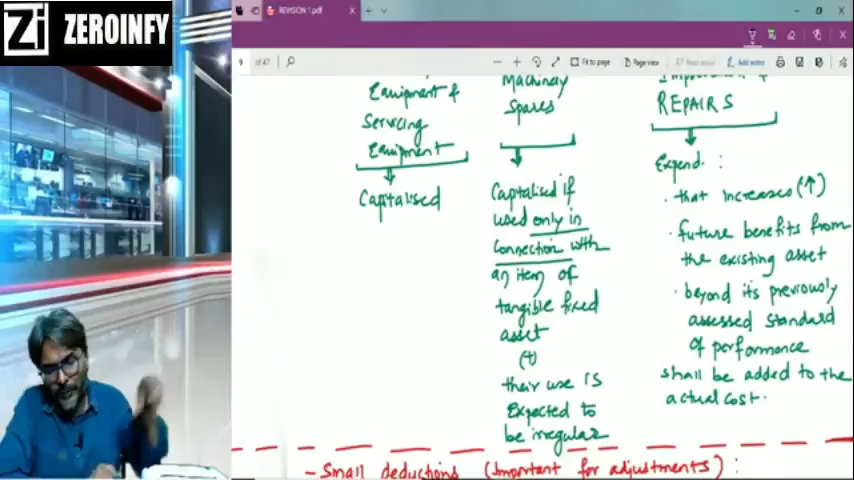 Zi ZEROINFY
REVISION 1.pdf
9 of 47
Fit to page
Page view
Add notes
Equipment &
Servicing
Equipment
Capitalised
Machinery
Spares
Capitalised if
used only in
connection with
an item of
tangible fixed
asset
(+)
their use is
Expected to
be irregular
REPAIRS
Expend. :
· that increases (↑)
· future benefits from
the existing asset
· beyond its previously
assessed standard
of performance
shall be added to the
actual cost.
- Small deductions (Important for adjustments) :